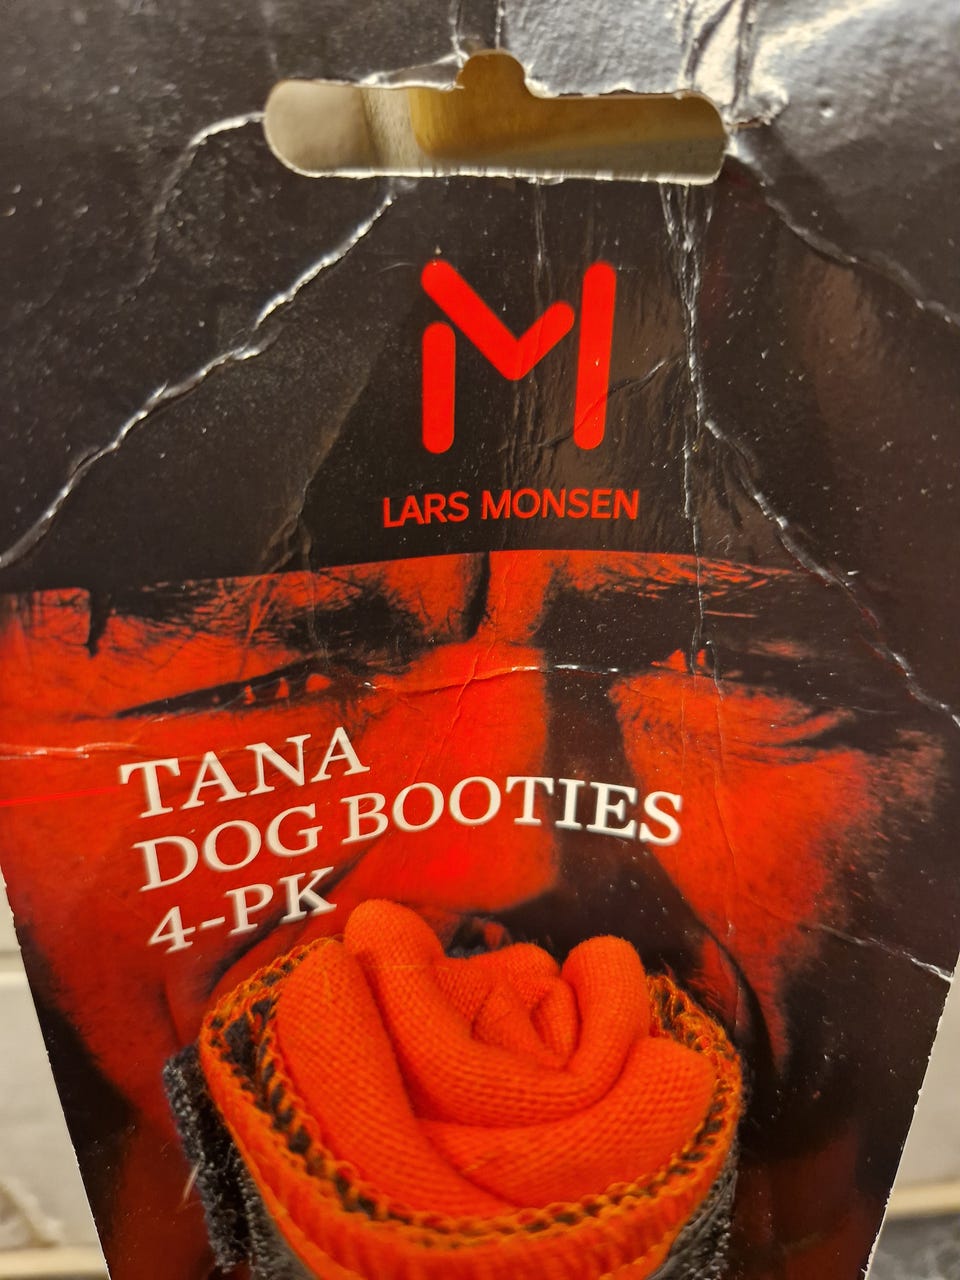 LARS MONSEN
TANA
DOG BOOTIES
4-PK